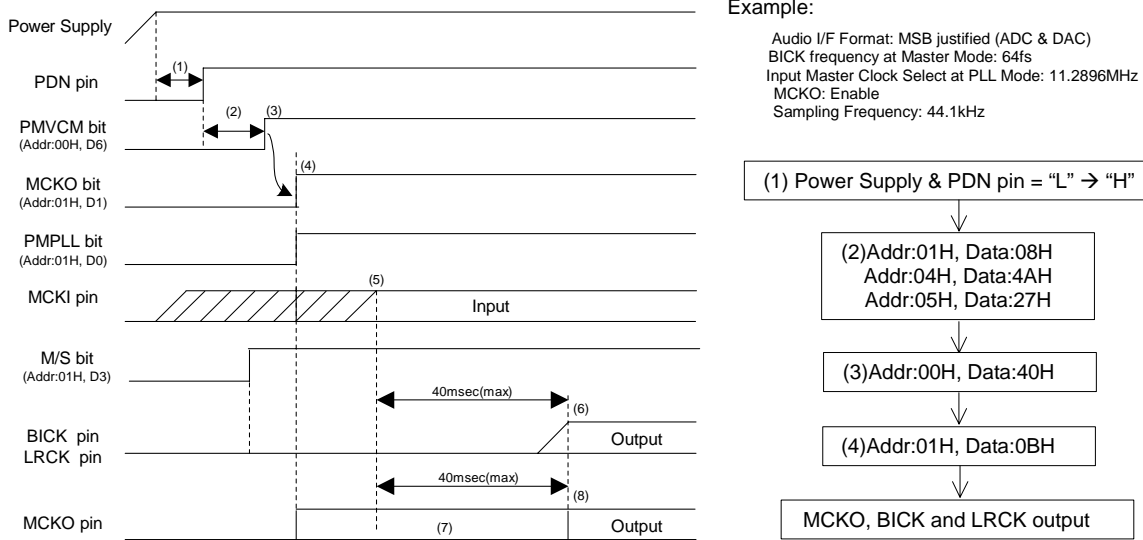 Power Supply
PDN pin
PMVCM bit
(Addr:00H, D6)
MCKO bit
(Addr:01H, D1)
PMPLL bit
(Addr:01H, D0)
MCKI pin
M/S bit
(Addr:01H, D3)
BICK pin
LRCK pin
MCKO pin
(1)
(2)
(3)
(4)
(5)
Input
40msec(max)
(6)
Output
40msec(max)
(8)
(7)
Output
Example:
Audio I/F Format: MSB justified (ADC & DAC)
BICK frequency at Master Mode: 64fs
Input Master Clock Select at PLL Mode: 11.2896MHz
MCKO: Enable
Sampling Frequency: 44.1kHz
(1) Power Supply & PDN pin = “L” → “H”
(2)Addr:01H, Data:08H
Addr:04H, Data:4AH
Addr:05H, Data:27H
(3)Addr:00H, Data:40H
(4)Addr:01H, Data:0BH
MCKO, BICK and LRCK output